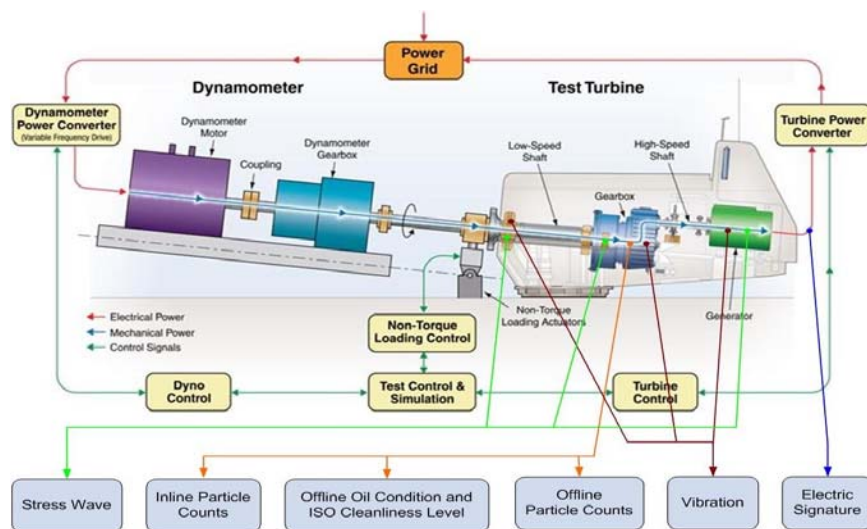 Power
Grid
Dynamometer
Test Turbine
Dynamometer
Power Converter
(Variable Frequency Drive)
Dynamometer
Motor
Coupling
Dynamometer
Gearbox
Low-Speed
Shaft
High-Speed
Shaft
Gearbox
Turbine Power
Converter
Electrical Power
Mechanical Power
Control Signals
Non-Torque
Loading Actuators
Generator
Non-Torque
Loading Control
Dyno
Control
Test Control &
Simulation
Turbine
Control
Stress Wave
Inline Particle
Counts
Offline Oil Condition and
ISO Cleanliness Level
Offline
Particle Counts
Vibration
Electric
Signature